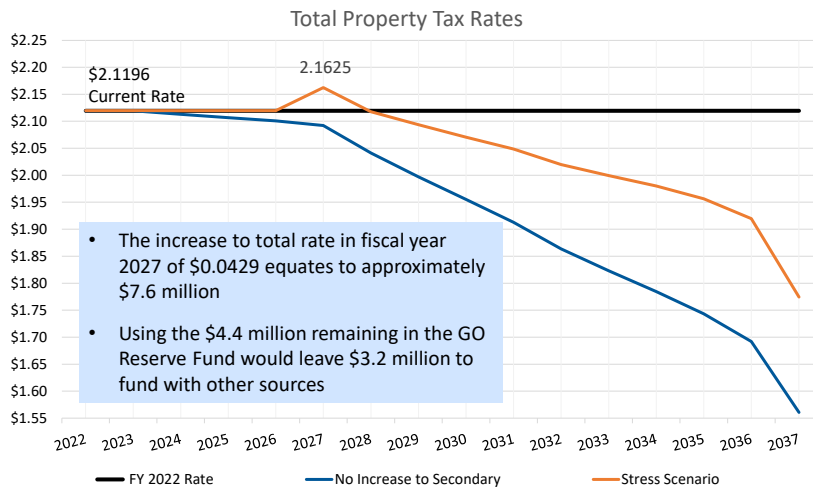 Total Property Tax Rates
$2.25
$2.20
$2.15
$2.10
$2.05
$2.00
$1.95
$1.90
$1.85
$1.80
$1.75
$1.70
$1.65
$1.60
$1.55
$2.1196
Current Rate
2.1625
• The increase to total rate in fiscal year
2027 of $0.0429 equates to approximately
$7.6 million
• Using the $4.4 million remaining in the GO
Reserve Fund would leave $3.2 million to
fund with other sources
2022 2023 2024 2025 2026 2027 2028 2029 2030 2031 2032 2033 2034 2035 2036 2037
FY 2022 Rate No Increase to Secondary Stress Scenario